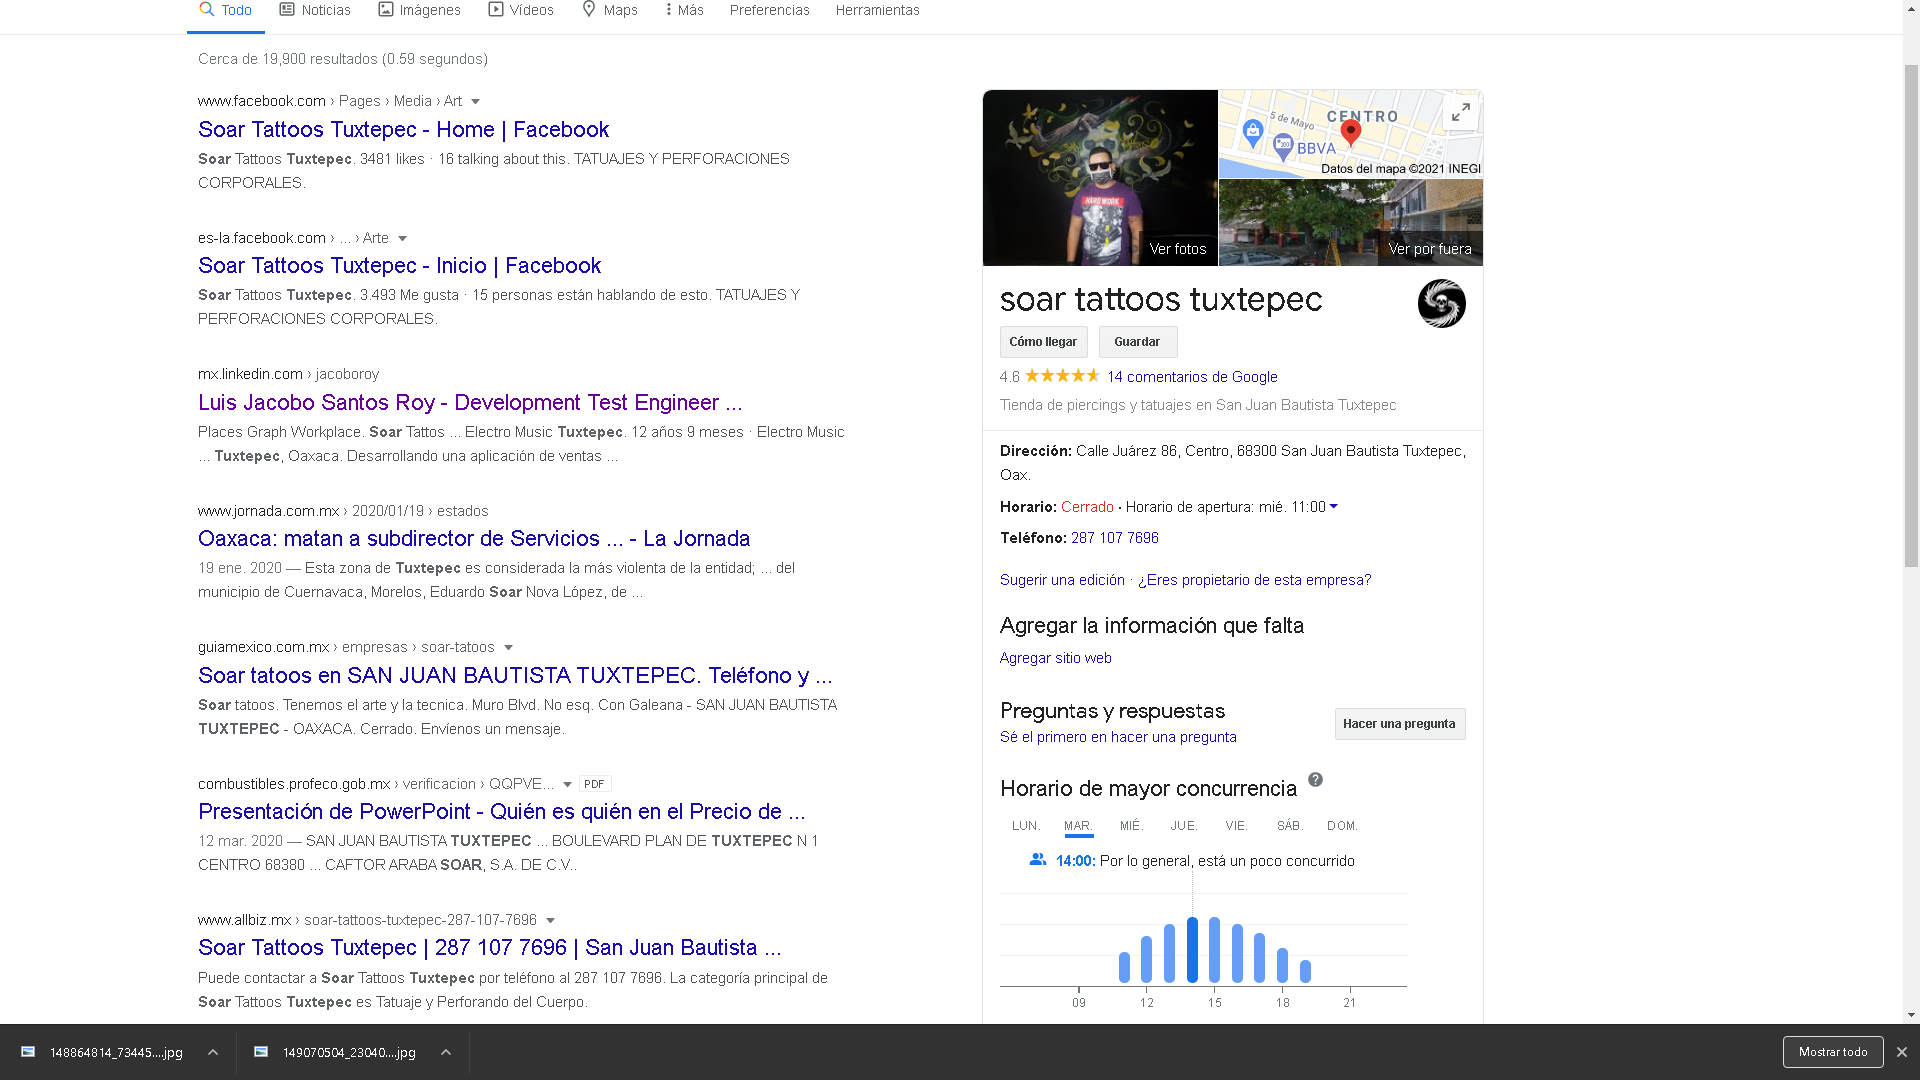 Todo Noticias Imágenes Vídeos Maps Más Preferencias Herramientas
Cerca de 19,900 resultados (0.59 segundos)
www.facebook.com › Pages › Media › Art
Soar Tattoos Tuxtepec - Home | Facebook
Soar Tattoos Tuxtepec. 3481 likes · 16 talking about this. TATUAJES Y PERFORACIONES
CORPORALES.
es-la.facebook.com › ... › Arte
Soar Tattoos Tuxtepec - Inicio | Facebook
Soar Tattoos Tuxtepec. 3.493 Me gusta · 15 personas están hablando de esto. TATUAJES Y
PERFORACIONES CORPORALES.
mx.linkedin.com › jacoboroy
Luis Jacobo Santos Roy - Development Test Engineer ...
Places Graph Workplace. Soar Tattos ... Electro Music Tuxtepec. 12 años 9 meses · Electro Music
... Tuxtepec, Oaxaca. Desarrollando una aplicación de ventas ...
www.jornada.com.mx › 2020/01/19 › estados
Oaxaca: matan a subdirector de Servicios ... - La Jornada
19 ene. 2020 — Esta zona de Tuxtepec es considerada la más violenta de la entidad; ... del
municipio de Cuernavaca, Morelos, Eduardo Soar Nova López, de ...
guiamexico.com.mx › empresas › soar-tatoos
Soar tatoos en SAN JUAN BAUTISTA TUXTEPEC. Teléfono y ...
Soar tatoos. Tenemos el arte y la tecnica. Muro Blvd. No esq. Con Galeana - SAN JUAN BAUTISTA
TUXTEPEC - OAXACA. Cerrado. Envíenos un mensaje.
combustibles.profeco.gob.mx › verificacion › QQPVE... PDF
Presentación de PowerPoint - Quién es quién en el Precio de ...
12 mar. 2020 — SAN JUAN BAUTISTA TUXTEPEC ... BOULEVARD PLAN DE TUXTEPEC N 1
CENTRO 68380 ... CAFTOR ARABA SOAR, S.A. DE C.V..
www.allbiz.mx › soar-tattoos-tuxtepec-287-107-7696
Soar Tattoos Tuxtepec | 287 107 7696 | San Juan Bautista ...
Puede contactar a Soar Tattoos Tuxtepec por teléfono al 287 107 7696. La categoría principal de
Soar Tattoos Tuxtepec es Tatuaje y Perforando del Cuerpo.
HARD WORK
Ver fotos
5 de Mayo
CENTRO
BBVA
Datos del mapa ©2021 INEGI
Ver por fuera
soar tattoos tuxtepec
Cómo llegar Guardar
4.6 14 comentarios de Google
Tienda de piercings y tatuajes en San Juan Bautista Tuxtepec
Dirección: Calle Juárez 86, Centro, 68300 San Juan Bautista Tuxtepec,
Oax.
Horario: Cerrado · Horario de apertura: mié. 11:00
Teléfono: 287 107 7696
Sugerir una edición · ¿Eres propietario de esta empresa?
Agregar la información que falta
Agregar sitio web
Preguntas y respuestas
Sé el primero en hacer una pregunta
Hacer una pregunta
Horario de mayor concurrencia ?
LUN. MAR. MIÉ. JUE. VIE. SÁB. DOM.
14:00: Por lo general, está un poco concurrido
09 12 15 18 21
148864814_73445....jpg 149070504_23040....jpg Mostrar todo